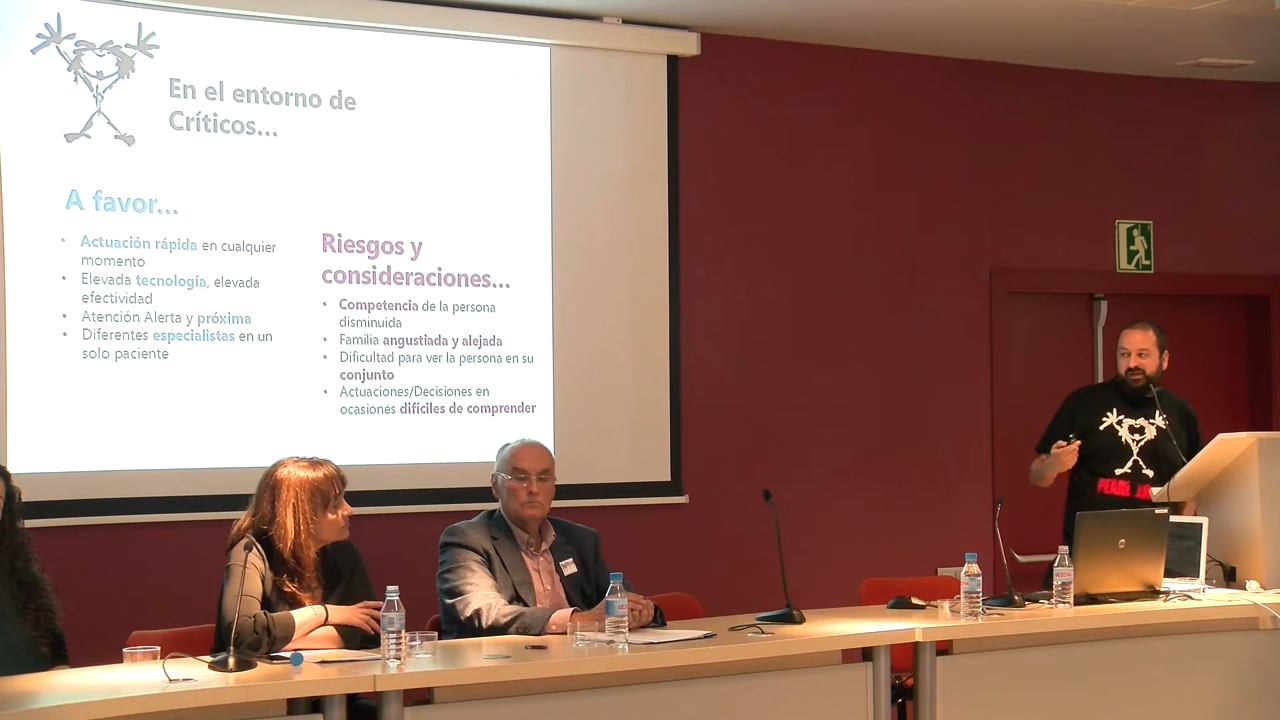 En el entorno de
Críticos...
A favor...
• Actuación rápida en cualquier
momento
• Elevada tecnología, elevada
efectividad
• Atención Alerta y próxima
• Diferentes especialistas en un
solo paciente
Riesgos y
consideraciones...
• Competencia de la persona
disminuida
• Familia angustiada y alejada
• Dificultad para ver la persona en su
conjunto
• Actuaciones/Decisiones en
ocasiones difíciles de comprender
PEARL
hp